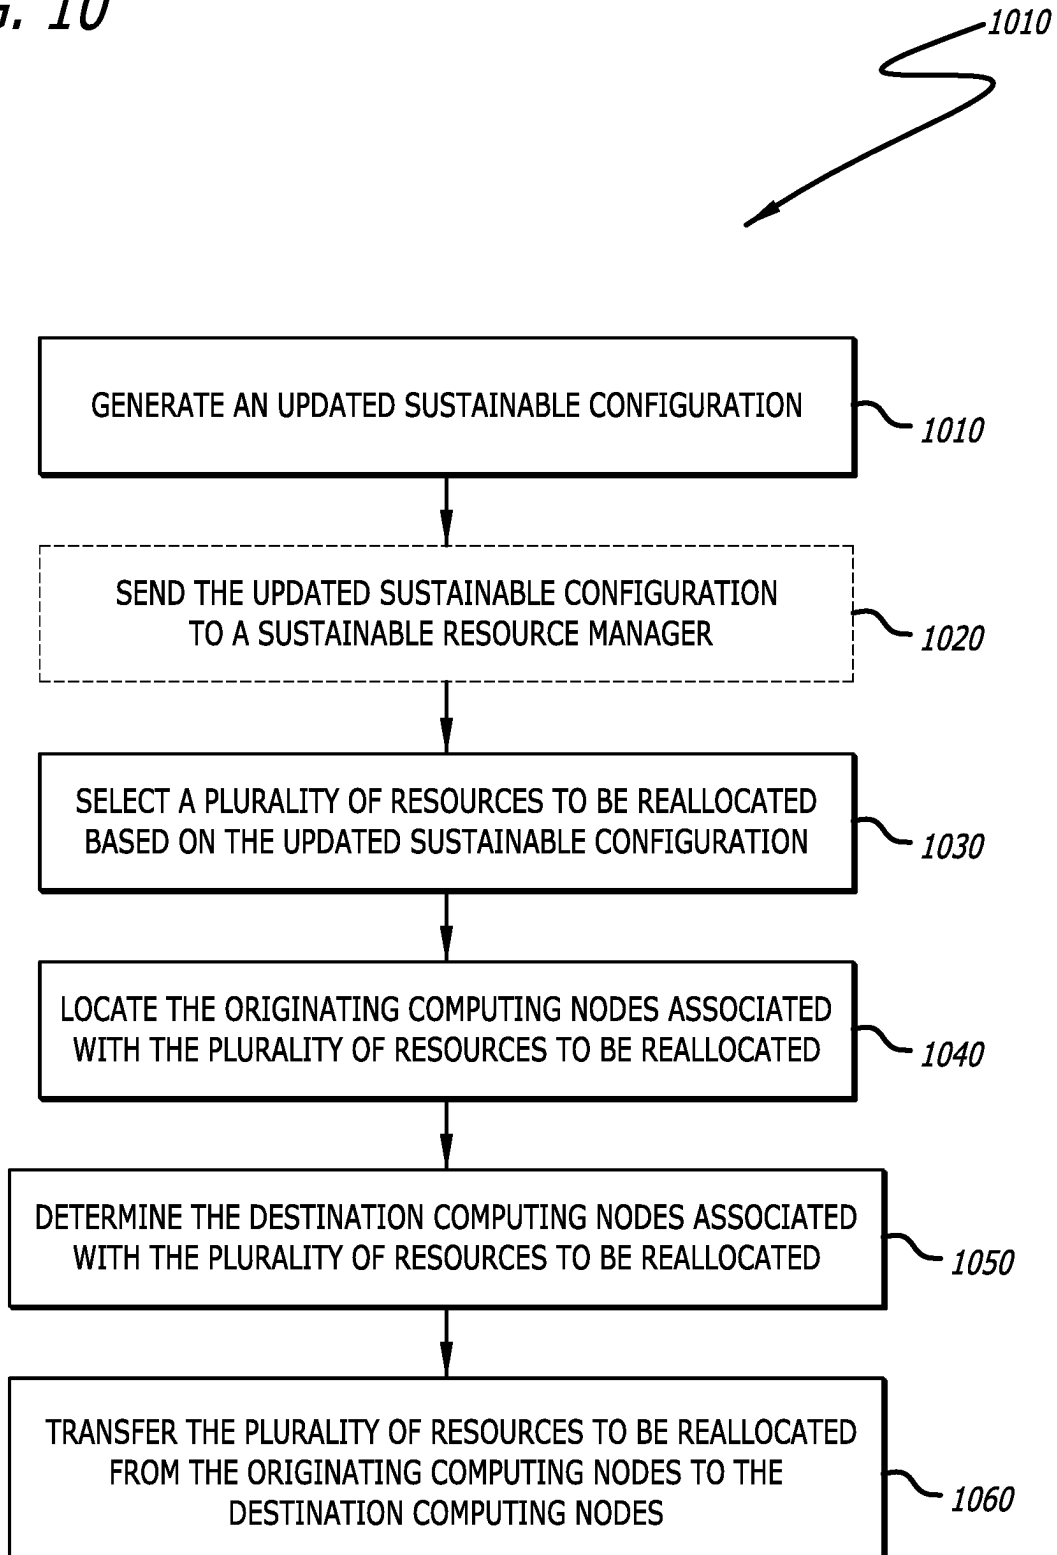 G. 10
1010
GENERATE AN UPDATED SUSTAINABLE CONFIGURATION
1010
SEND THE UPDATED SUSTAINABLE CONFIGURATION
TO A SUSTAINABLE RESOURCE MANAGER
1020
SELECT A PLURALITY OF RESOURCES TO BE REALLOCATED
BASED ON THE UPDATED SUSTAINABLE CONFIGURATION
1030
LOCATE THE ORIGINATING COMPUTING NODES ASSOCIATED
WITH THE PLURALITY OF RESOURCES TO BE REALLOCATED
1040
DETERMINE THE DESTINATION COMPUTING NODES ASSOCIATED
WITH THE PLURALITY OF RESOURCES TO BE REALLOCATED
1050
TRANSFER THE PLURALITY OF RESOURCES TO BE REALLOCATED
FROM THE ORIGINATING COMPUTING NODES TO THE
DESTINATION COMPUTING NODES
1060